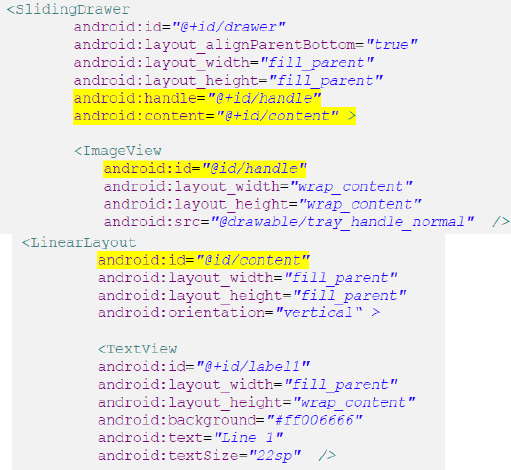 <SlidingDrawer
android:id="@+id/drawer"
android:layout_alignParentBottom="true"
android:layout_width="fill_parent"
android:layout_height="fill_parent"
android:handle="@+id/handle"
android:content="@+id/content" >
<ImageView
android:id="@id/handle"
android:layout_width="wrap_content"
android:layout_height="wrap_content"
android:src="@drawable/tray_handle_normal" />
<LinearLayout
android:id="@id/content"
android:layout_width="fill_parent"
android:layout_height="fill_parent"
android:orientation="vertical“ >
<TextView
android:id="@+id/label1"
android:layout_width="fill_parent"
android:layout_height="wrap_content"
android:background="#ff006666"
android:text="Line 1"
android:textSize="22sp" />